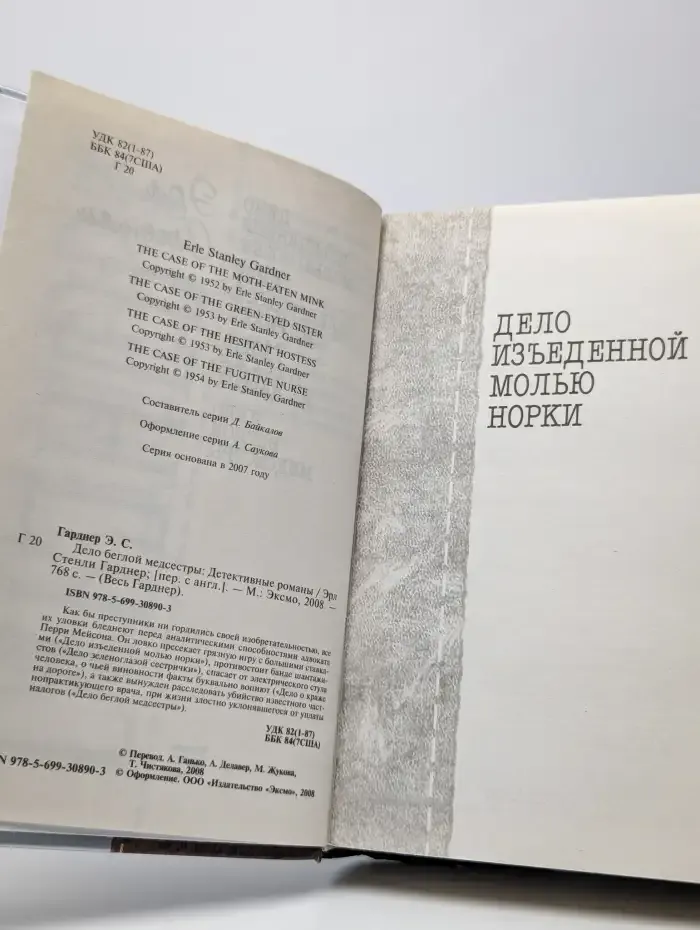 УДК 82(1-87)
ББК 84(7США)
Г 20
Erle Stanley Gardner
THE CASE OF THE MOTH-EATEN MINK
Copyright © 1952 by Erle Stanley Gardner
THE CASE OF THE GREEN-EYED SISTER
Copyright © 1953 by Erle Stanley Gardner
THE CASE OF THE HESITANT HOSTESS
Copyright © 1953 by Erle Stanley Gardner
THE CASE OF THE FUGITIVE NURSE
Copyright © 1954 by Erle Stanley Gardner
Составитель серии Д. Байкалов
Оформление серии А. Саукова
Серия основана в 2007 году
Гарднер Э. С.
Г 20 Дело беглой медсестры: Детективные романы / Эрл
Стенли Гарднер; [пер. с англ.]. — М.: Эксмо, 2008. —
768 с. — (Весь Гарднер).
ISBN 978-5-699-30890-3
Как бы преступники ни гордились своей изобретательностью, все
их уловки бледнеют перед аналитическими способностями адвоката
Перри Мейсона. Он ловко пресекает грязную игру с большими ставка-
ми («Дело изъеденной молью норки»), противостоит банде шантажи-
стов («Дело зеленоглазой сестрички»), спасает от электрического стула
человека, о чьей виновности факты буквально вопиют («Дело о краже
на дороге»), а также вынужден расследовать убийство известного част-
нопрактикующего врача, при жизни злостно уклонявшегося от уплаты
налогов («Дело беглой медсестры»).
УДК 82(1-87)
ББК 84(7США)
© Перевод. А. Ганько, А. Делавер, М. Жукова,
Т. Чистякова, 2008
N 978-5-699-30890-3 © Оформление. ООО «Издательство «Эксмо», 2008
ДЕЛО
ИЗЪЕДЕННОЙ
МОЛЬЮ
НОРКИ